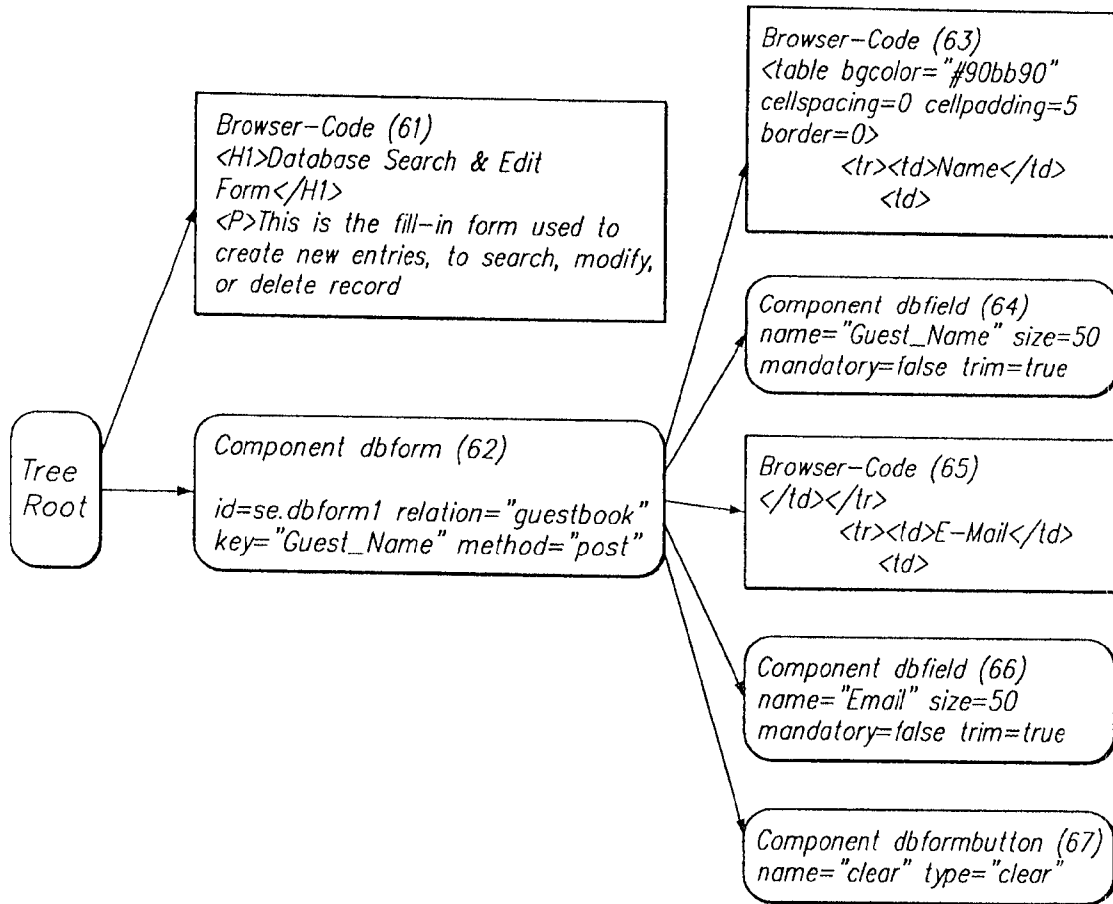 Tree
Root
Browser-Code (61)
<H1>Database Search & Edit
Form</H1>
<P>This is the fill-in form used to
create new entries, to search, modify,
or delete record
Component dbform (62)
id=se.dbform1 relation="guestbook"
key="Guest_Name" method="post"
Browser-Code (63)
<table bgcolor="#90bb90"
cellspacing=0 cellpadding=5
border=0>
<tr><td>Name</td>
<td>
Component dbfield (64)
name="Guest_Name" size=50
mandatory=false trim=true
Browser-Code (65)
</td></tr>
<tr><td>E-Mail</td>
<td>
Component dbfield (66)
name="Email" size=50
mandatory=false trim=true
Component dbformbutton (67)
name="clear" type="clear"